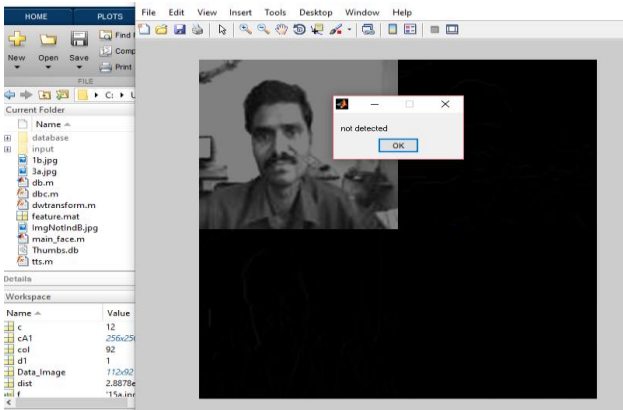 HOME PLOTS
File Edit View Insert Tools Desktop Window Help
New Open Save
Find
Comp
Print
FILE
C: U
Current Folder
Name
database
input
1b.jpg
3a.jpg
db.m
dbc.m
dwtransform.m
feature.mat
ImgNotIndB.jpg
main_face.m
Thumbs.db
tts.m
Details
Workspace
Name Value
c 12
cA1 256x25
col 92
d1 1
Data_Image 112x92
dist 2.8878e
f '15a.jpg
not detected
OK